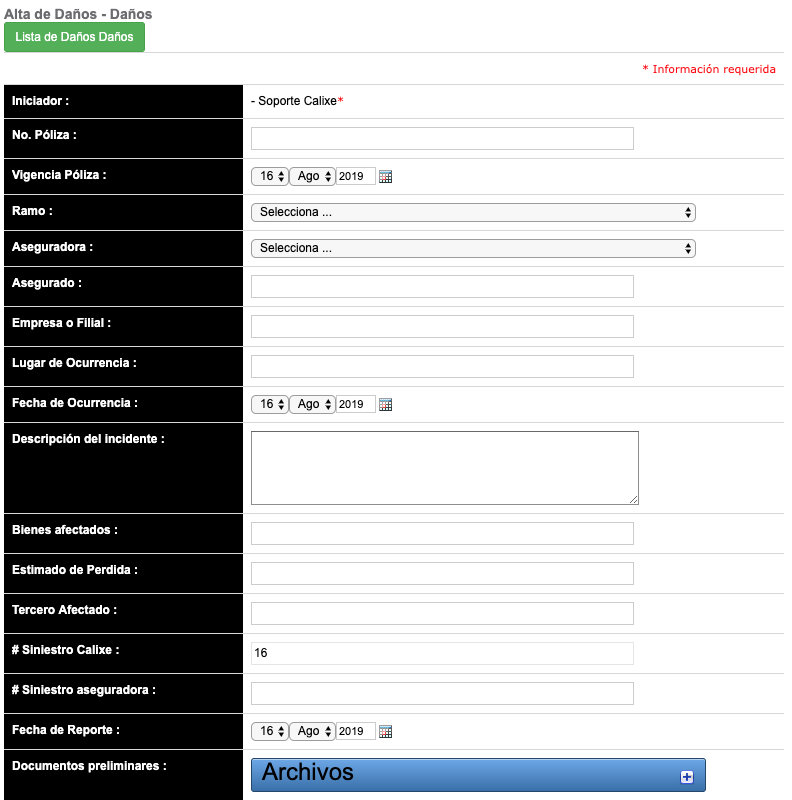 Alta de Daños - Daños
Lista de Daños Daños
* Información requerida
Iniciador : - Soporte Calixe*
No. Póliza :
Vigencia Póliza : 16 Ago 2019
Ramo : Selecciona ...
Aseguradora : Selecciona ...
Asegurado :
Empresa o Filial :
Lugar de Ocurrencia :
Fecha de Ocurrencia : 16 Ago 2019
Descripción del incidente :
Bienes afectados :
Estimado de Perdida :
Tercero Afectado :
# Siniestro Calixe : 16
# Siniestro aseguradora :
Fecha de Reporte : 16 Ago 2019
Documentos preliminares : Archivos